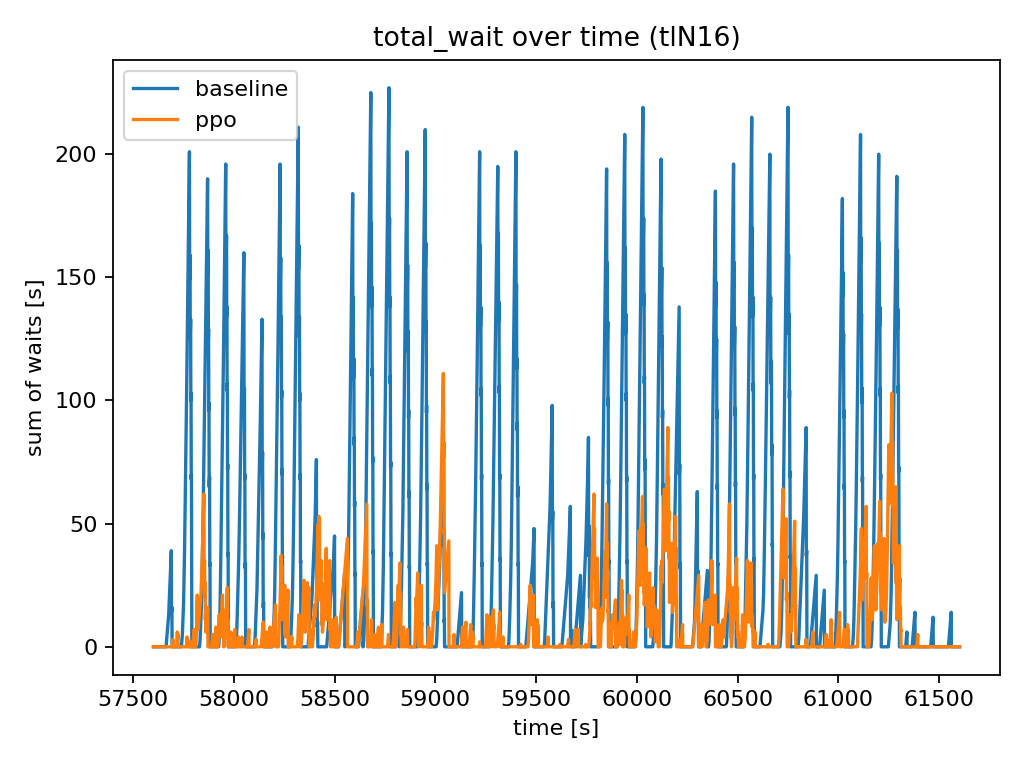 total_wait over time (tlN16)
baseline
ppo
200
150
100
50
0
sum of waits [s]
57500 58000 58500 59000 59500 60000 60500 61000 61500
time [s]